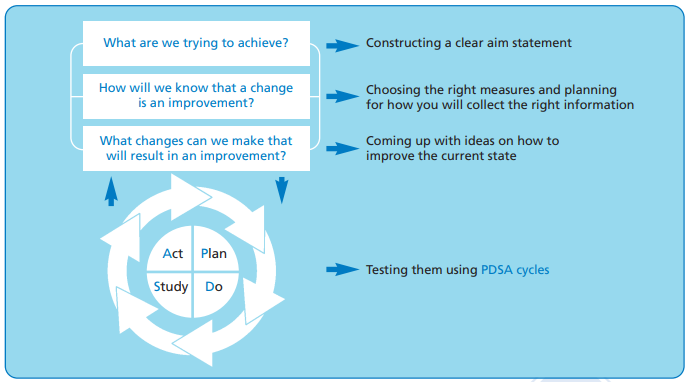 What are we trying to achieve?
Constructing a clear aim statement
How will we know that a change
is an improvement?
Choosing the right measures and planning
for how you will collect the right information
What changes can we make that
will result in an improvement?
Coming up with ideas on how to
improve the current state
Act
Plan
Study
Do
Testing them using PDSA cycles